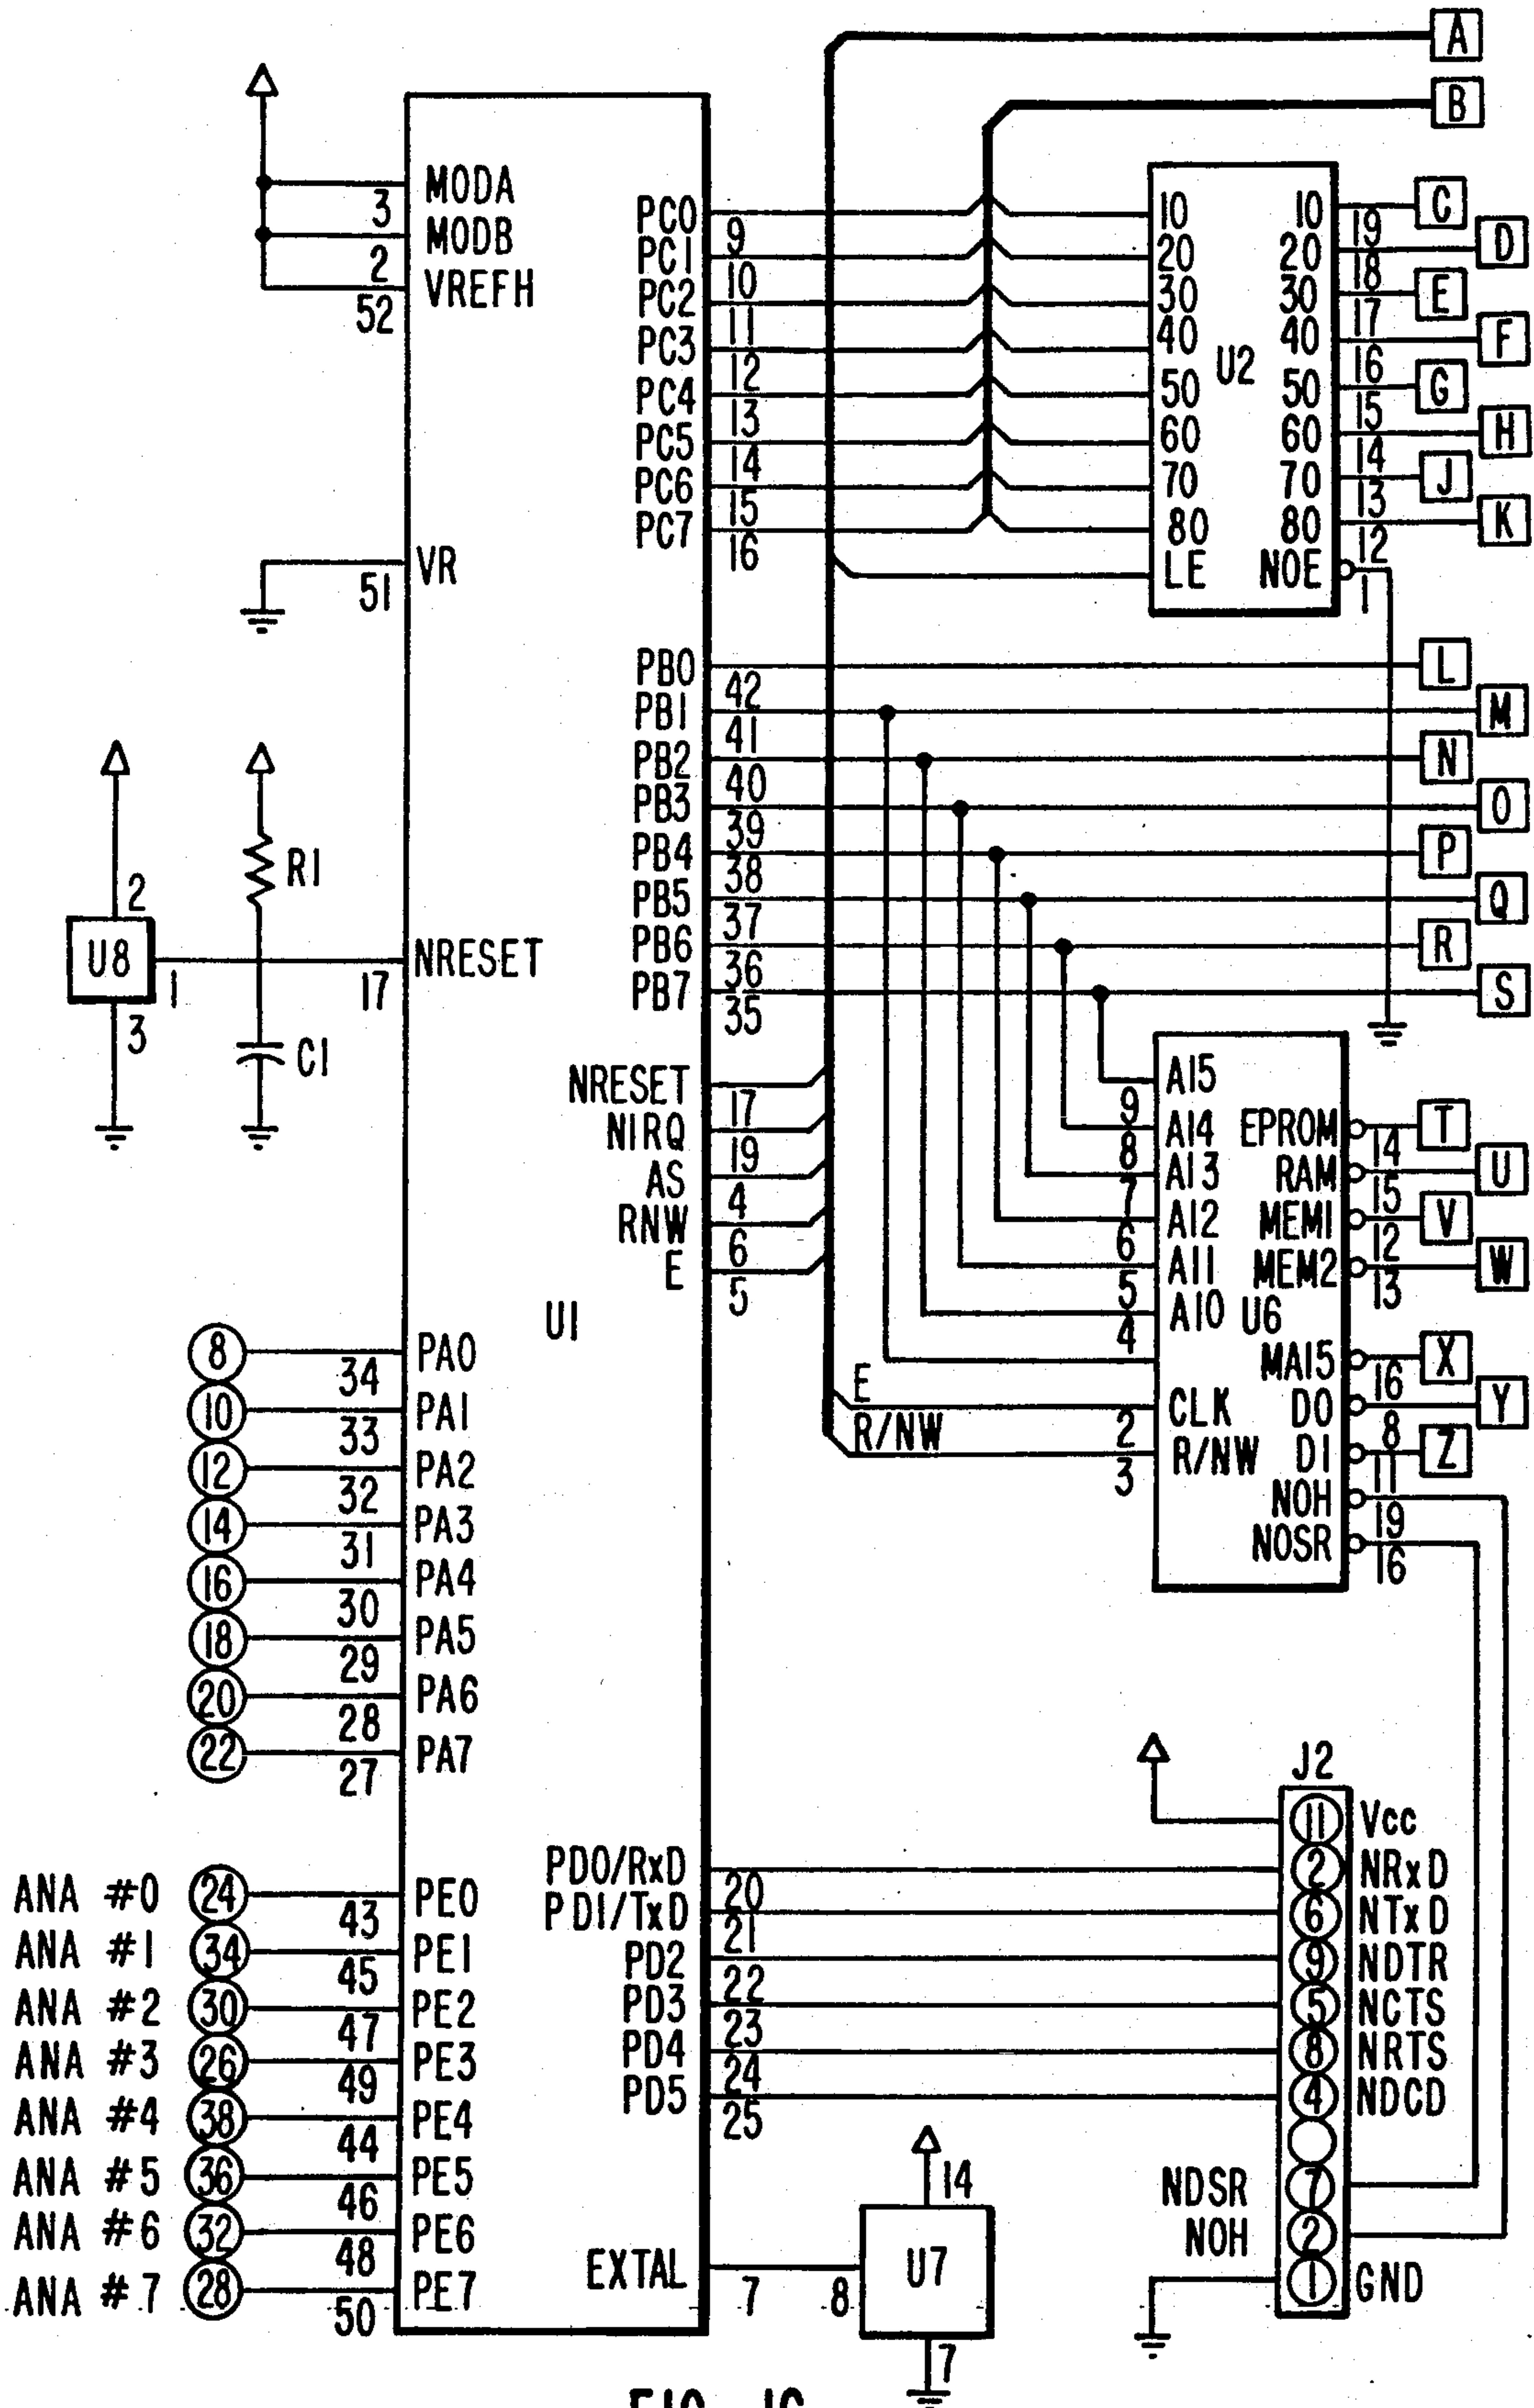 A
B
MODA
3
MODB
2
VREFH
52
VR
51
U8
2
1
3
R1
C1
NRESET
17
PC0
9
PC1
10
PC2
11
PC3
12
PC4
13
PC5
14
PC6
15
PC7
16
10 10 19 C
20 20 18 D
30 30 17 E
40 40 16 F
U2
50 50 15 G
60 60 14 H
70 70 13 J
80 80 12 K
LE NOE 1
PB0 42 L
PB1 41 M
PB2 40 N
PB3 39 O
PB4 38 P
PB5 37 Q
PB6 36 R
PB7 35 S
NRESET
17
NIRQ
19
AS
4
RNW
6
E
5
U1
A15
9
A14 EPROM 14 T
8
A13 RAM 15 U
7
A12 MEM1 12 V
6
A11 MEM2 13 W
5
A10 U6
4
MA15 16 X
E
CLK DO 8 Y
2
R/NW
R/NW DI 11 Z
3
NOH 19
NOSR 16
8 34 PA0
10 33 PA1
12 32 PA2
14 31 PA3
16 30 PA4
18 29 PA5
20 28 PA6
22 27 PA7
ANA #0 24 43 PE0
ANA #1 34 45 PE1
ANA #2 30 47 PE2
ANA #3 26 49 PE3
ANA #4 38 44 PE4
ANA #5 36 46 PE5
ANA #6 32 48 PE6
ANA #7 28 50 PE7
J2
11 Vcc
PD0/RxD 20 2 NRxD
PD1/TxD 21 6 NTxD
PD2 22 9 NDTR
PD3 23 5 NCTS
PD4 24 8 NRTS
PD5 25 4 NDCD
NDSR 7
NOH 2
1 GND
EXTAL 7
8 U7
14
7